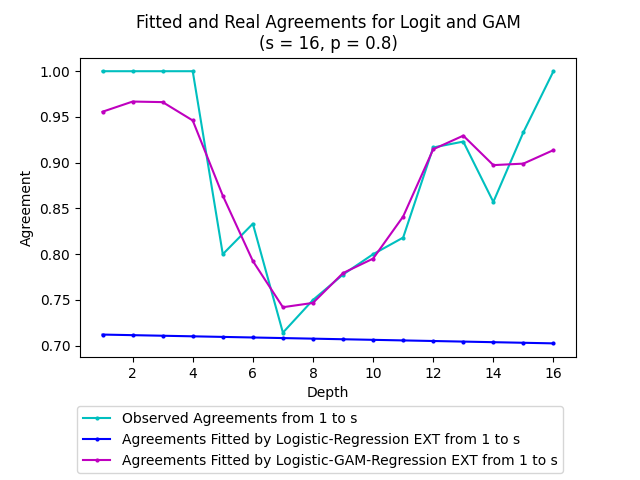 Fitted and Real Agreements for Logit and GAM
(s = 16, p = 0.8)
1.00
0.95
0.90
0.85
0.80
0.75
0.70
Agreement
2 4 6 8 10 12 14 16
Depth
Observed Agreements from 1 to s
Agreements Fitted by Logistic-Regression EXT from 1 to s
Agreements Fitted by Logistic-GAM-Regression EXT from 1 to s